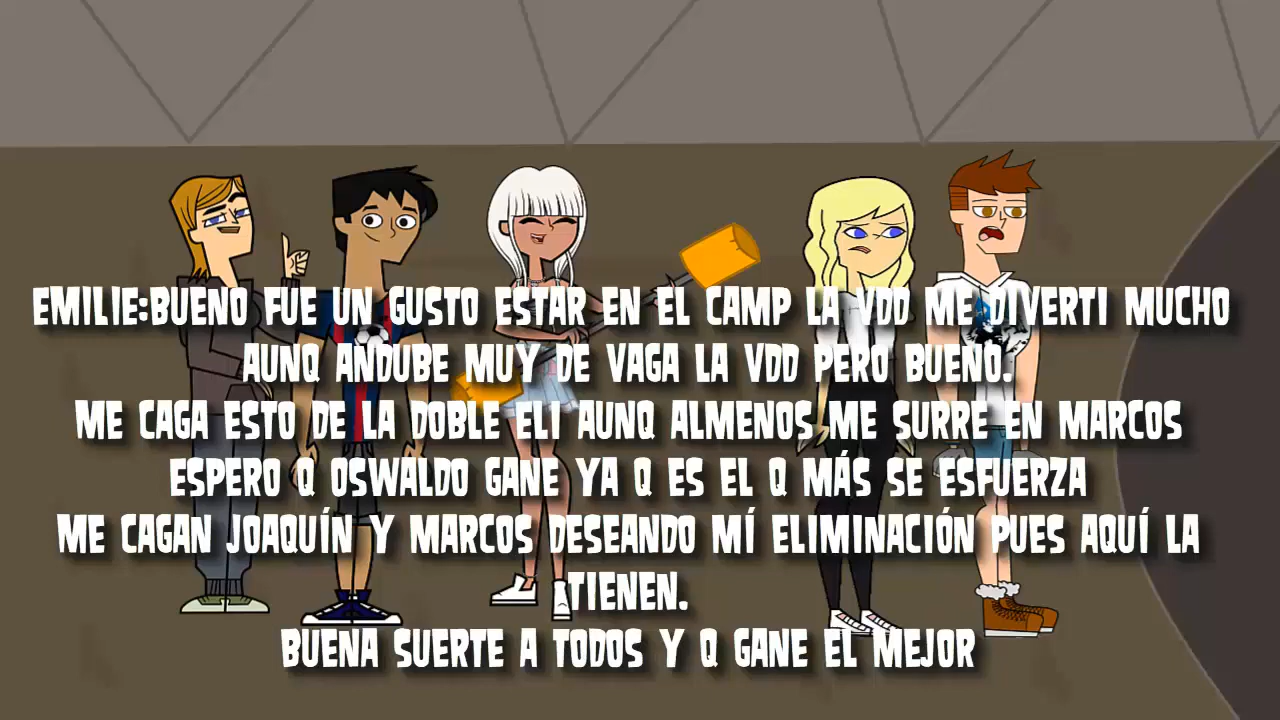 EMILIE:BUENO FUE UN GUSTO ESTAR EN EL CAMP LA VDD ME DIVERTI MUCHO
AUNQ ANDUBE MUY DE VAGA LA VDD PERO BUENO.
ME CAGA ESTO DE LA DOBLE ELI AUNQ ALMENOS ME SURRE EN MARCOS
ESPERO Q OSWALDO GANE YA Q ES EL Q MÁS SE ESFUERZA
ME CAGAN JOAQUÍN Y MARCOS DESEANDO MÍ ELIMINACIÓN PUES AQUÍ LA
TIENEN.
BUENA SUERTE A TODOS Y Q GANE EL MEJOR